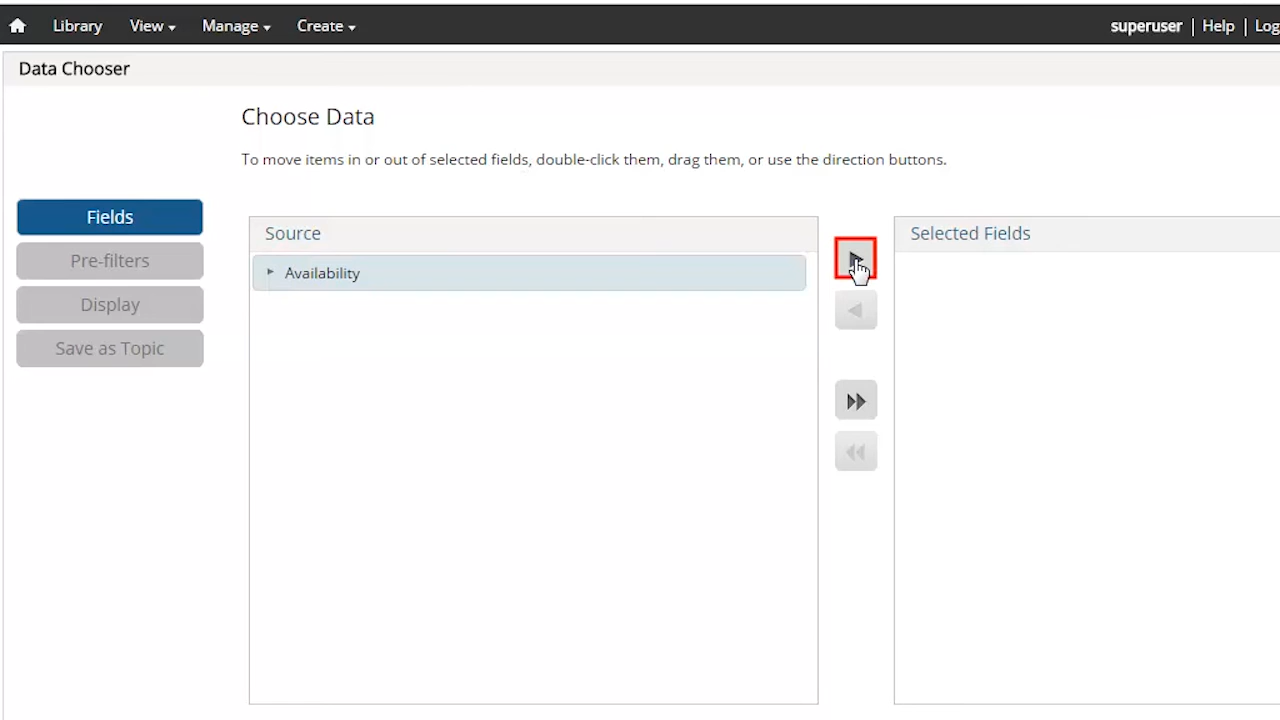 Library View Manage Create superuser | Help | Log
Data Chooser
Choose Data
To move items in or out of selected fields, double-click them, drag them, or use the direction buttons.
Fields
Pre-filters
Display
Save as Topic
Source
Availability
Selected Fields